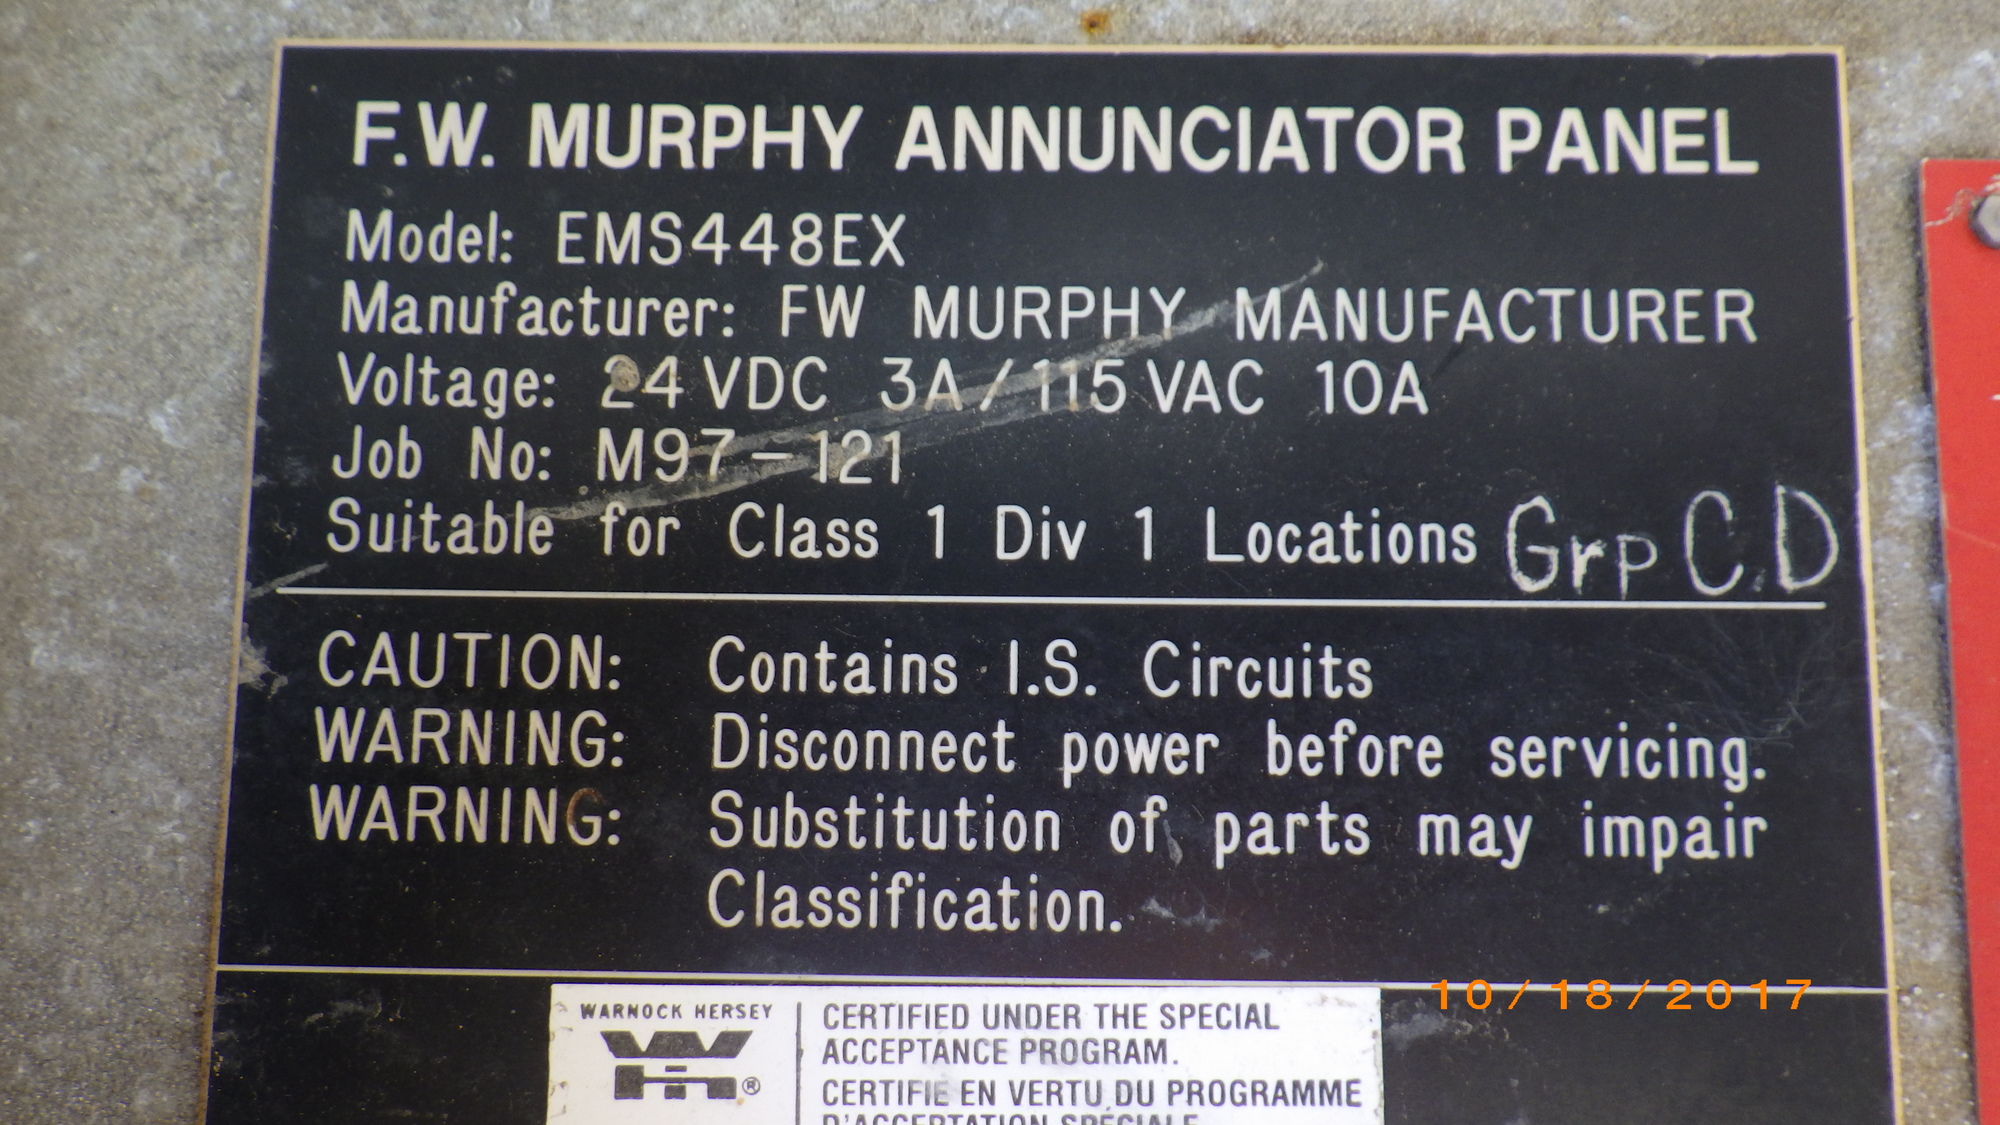 F.W. MURPHY ANNUNCIATOR PANEL
Model: EMS448EX
Manufacturer: FW MURPHY MANUFACTURER
Voltage: 24 VDC 3A / 115 VAC 10A
Job No: M97-121
Suitable for Class 1 Div 1 Locations Grp C.D
CAUTION: Contains I.S. Circuits
WARNING: Disconnect power before servicing.
WARNING: Substitution of parts may impair
Classification.
10/18/2017
WARNOCK HERSEY
®
CERTIFIED UNDER THE SPECIAL
ACCEPTANCE PROGRAM.
CERTIFIE EN VERTU DU PROGRAMME
D'ACCEPTATION SPÉCIALE